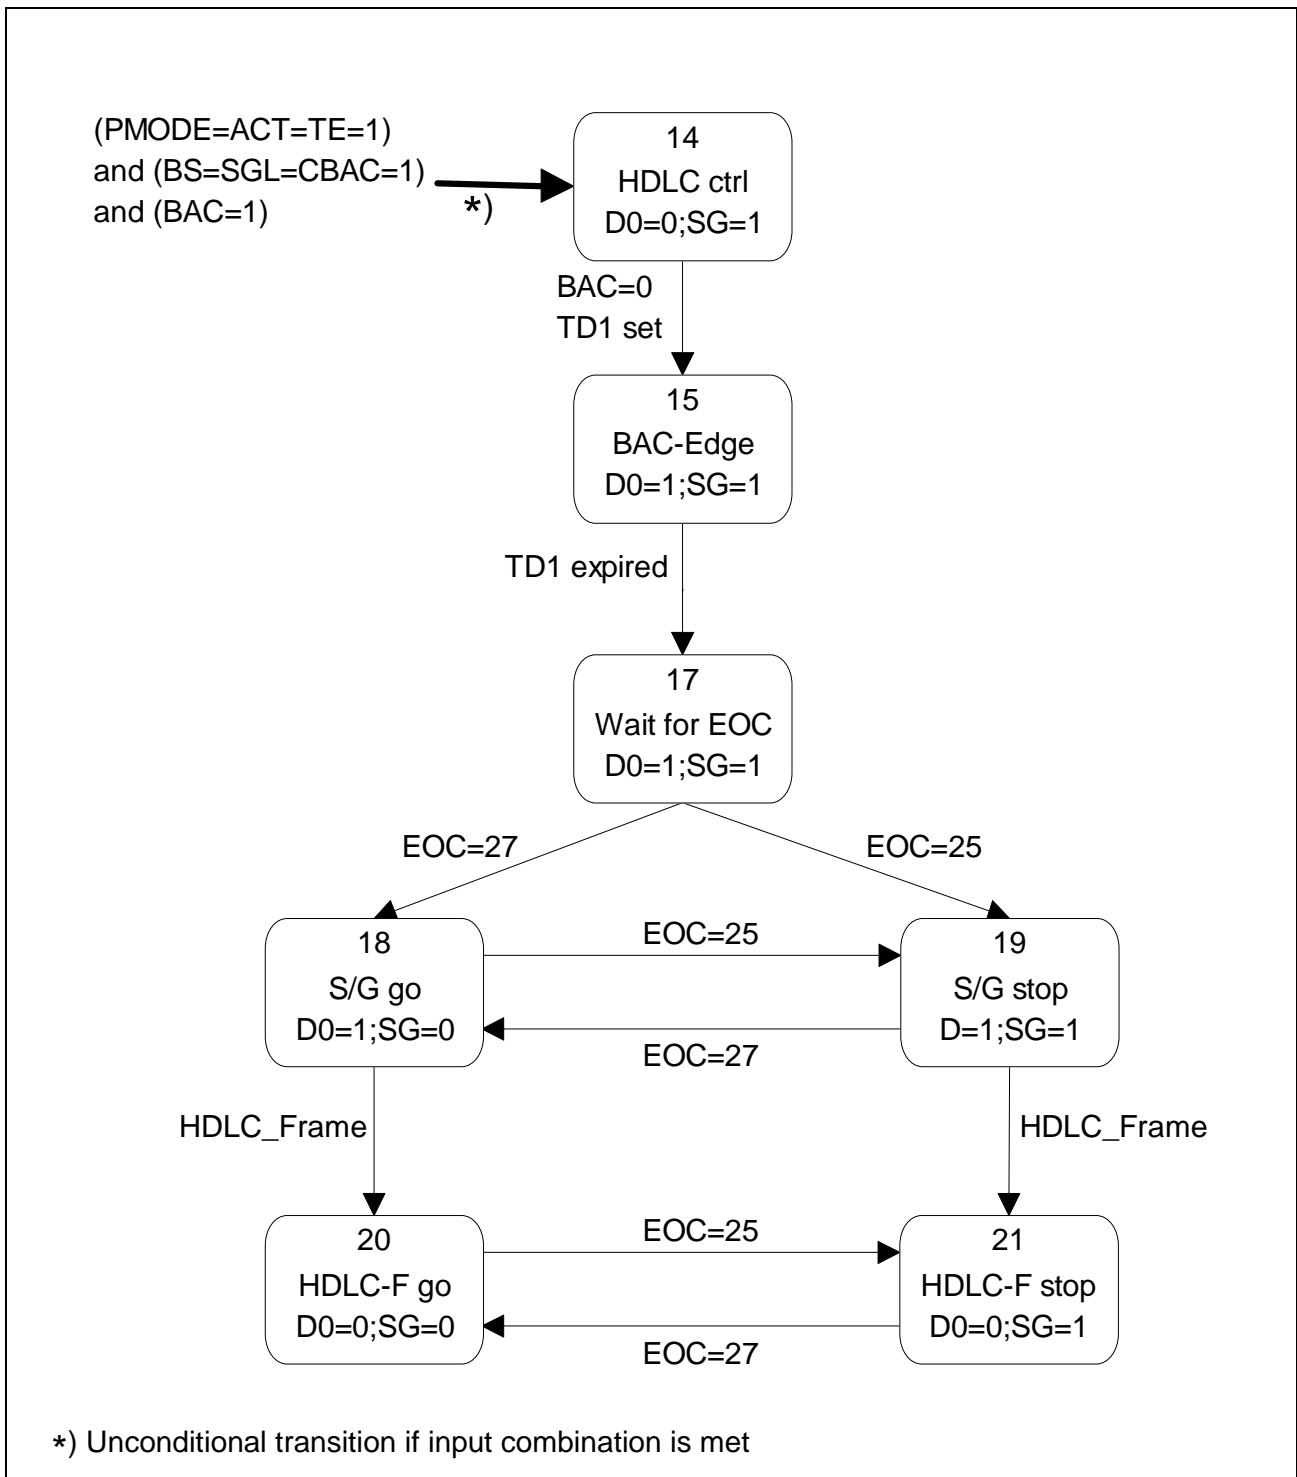 (PMODE=ACT=TE=1)
and (BS=SGL=CBAC=1)
and (BAC=1)
*)
14
HDLC ctrl
D0=0;SG=1
BAC=0
TD1 set
15
BAC-Edge
D0=1;SG=1
TD1 expired
17
Wait for EOC
D0=1;SG=1
EOC=27
EOC=25
18
S/G go
D0=1;SG=0
EOC=25
EOC=27
19
S/G stop
D=1;SG=1
HDLC_Frame
HDLC_Frame
20
HDLC-F go
D0=0;SG=0
EOC=25
EOC=27
21
HDLC-F stop
D0=0;SG=1
*) Unconditional transition if input combination is met